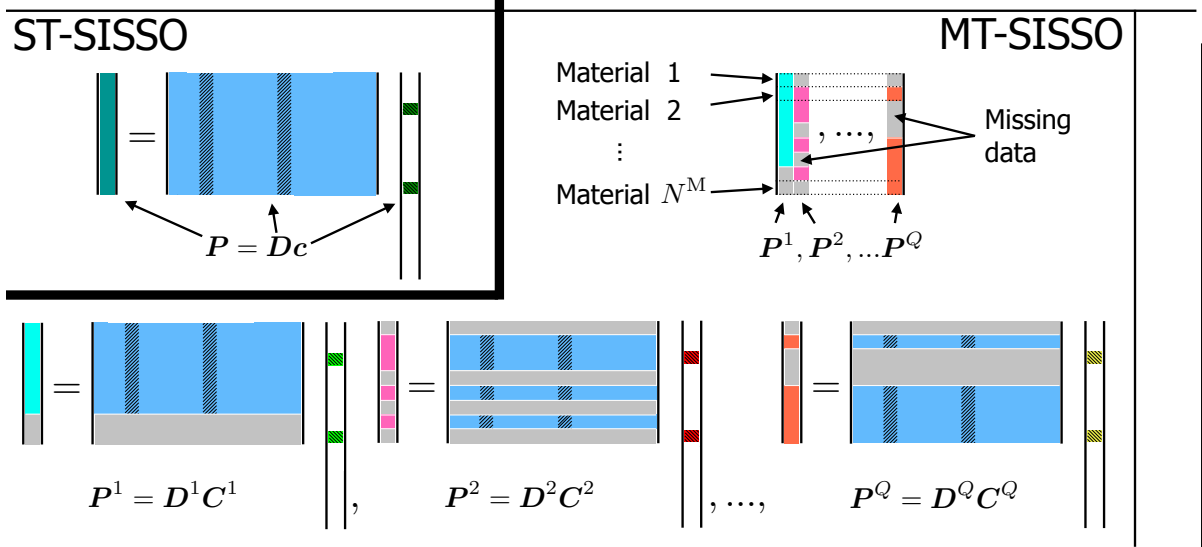 ST-SISSO
=
P = Dc
MT-SISSO
Material 1
Material 2
⋮
Material N^M
, ...,
Missing
data
P^1, P^2, ...P^Q
=
=
=
P^1 = D^1C^1
,
P^2 = D^2C^2
, ...,
P^Q = D^QC^Q